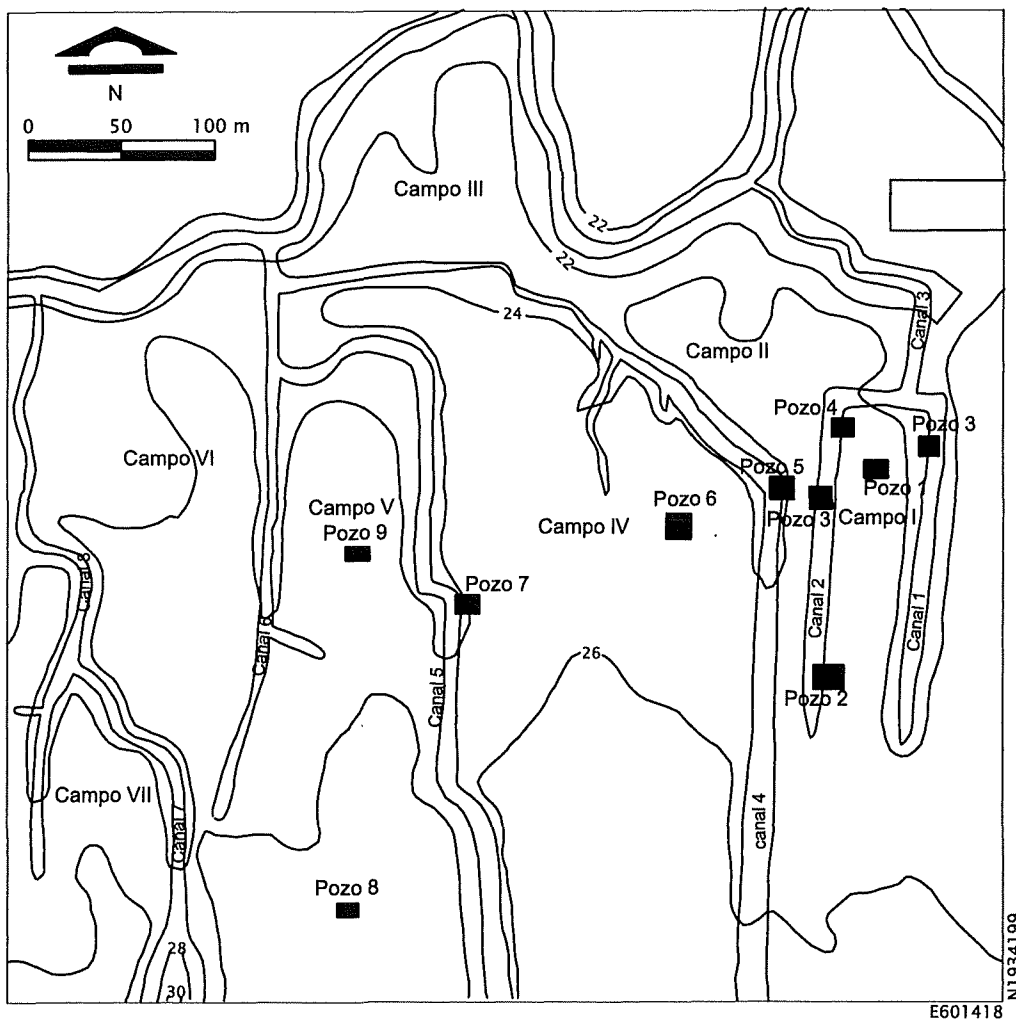 N
0 50 100 m
Campo III
22
22
24
Canal 3
Campo II
Pozo 4
Pozo 3
Campo VI
Pozo 5
Pozo 1
Campo V
Pozo 6
Pozo 3
Campo I
Pozo 9
Campo IV
Canal 8
Pozo 7
Canal 2
Canal 1
Canal 6
26
Canal 5
Pozo 2
Campo VII
Canal 7
canal 4
Pozo 8
28
30
N1934199
E601418